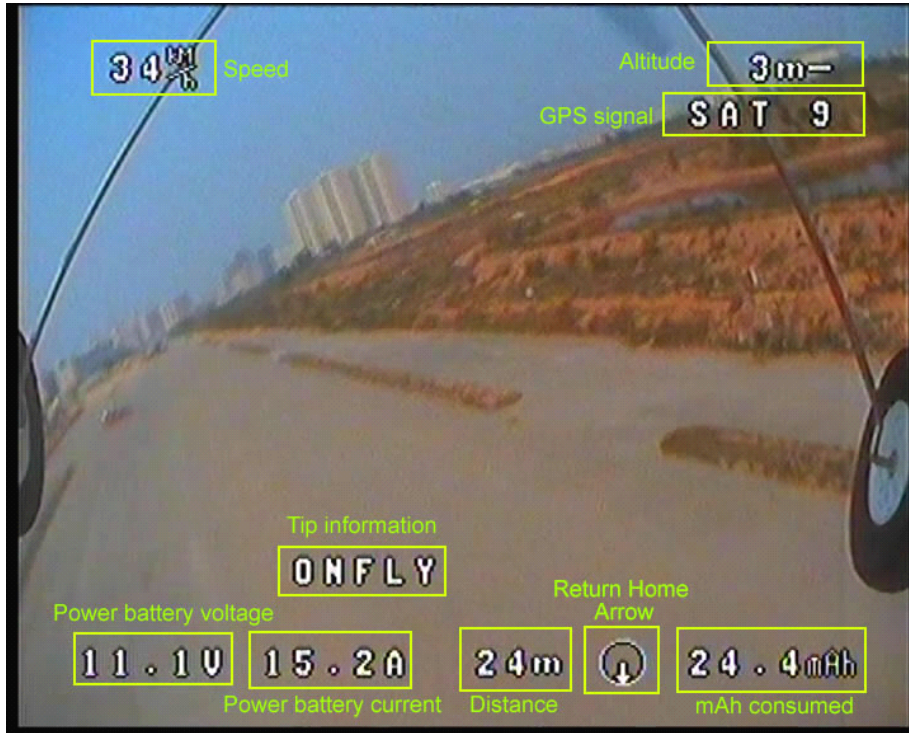 34 KM/h Speed
Altitude 3m—
GPS signal SAT 9
Tip information
ONFLY
Return Home
Arrow
Power battery voltage
11.1V 15.2A 24m 24.4mAh
Power battery current Distance mAh consumed